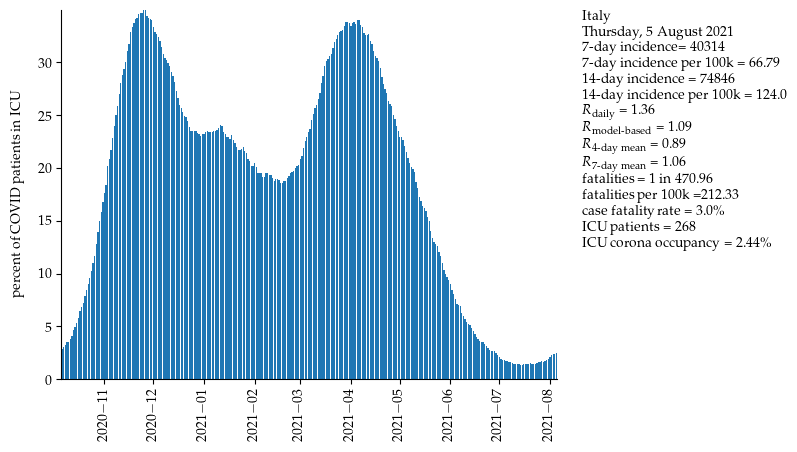 Italy
Thursday, 5 August 2021
7-day incidence= 40314
7-day incidence per 100k = 66.79
14-day incidence = 74846
14-day incidence per 100k = 124.0
R daily = 1.36
R model-based = 1.09
R 4-day mean = 0.89
R 7-day mean = 1.06
fatalities = 1 in 470.96
fatalities per 100k =212.33
case fatality rate = 3.0%
ICU patients = 268
ICU corona occupancy = 2.44%
percent of COVID patients in ICU
30
25
20
15
10
5
0
2020−11
2020−12
2021−01
2021−02
2021−03
2021−04
2021−05
2021−06
2021−07
2021−08